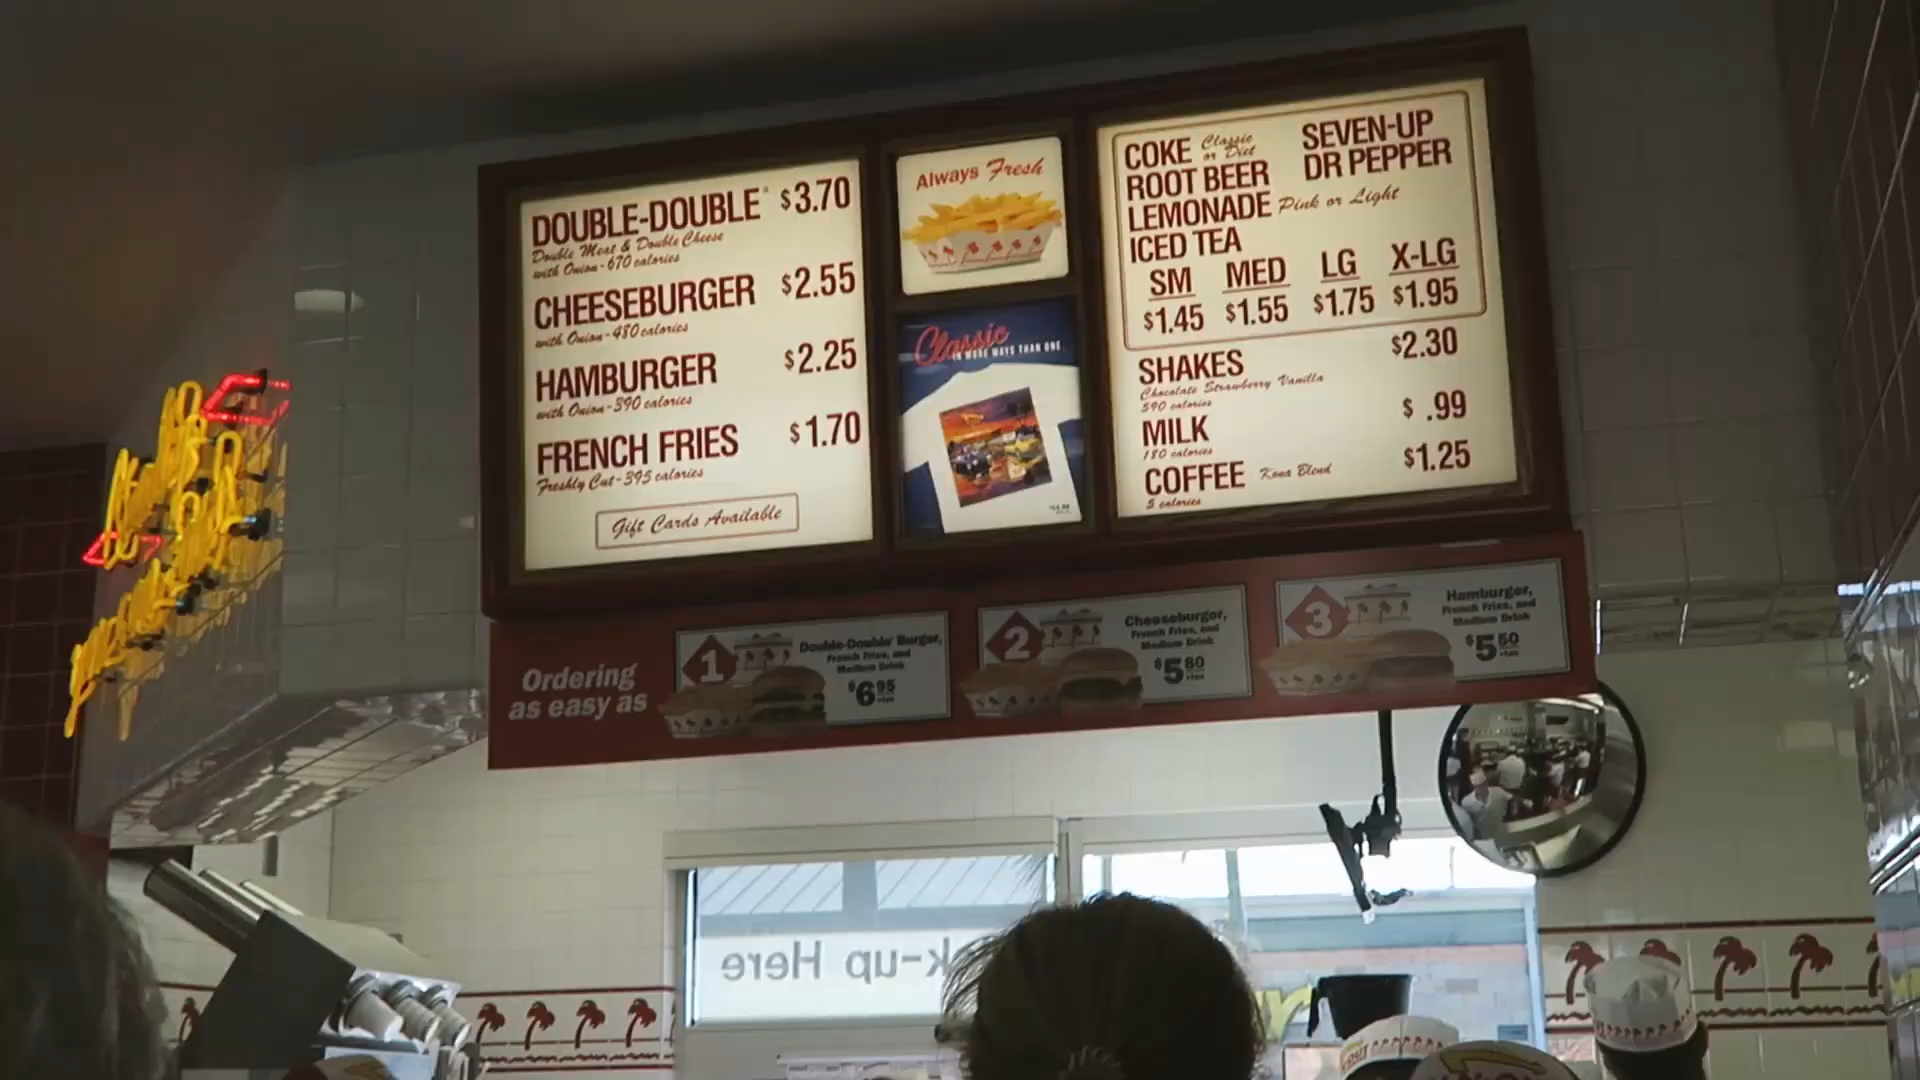 DOUBLE-DOUBLE® $3.70
Double Meat & Double Cheese
with Onion-670 calories
CHEESEBURGER $2.55
with Onion-480 calories
HAMBURGER $2.25
with Onion-390 calories
FRENCH FRIES $1.70
Freshly Cut-395 calories
Gift Cards Available
Always Fresh
Classic
IN MORE WAYS THAN ONE
COKE Classic or Diet SEVEN-UP
ROOT BEER DR PEPPER
LEMONADE Pink or Light
ICED TEA
SM MED LG X-LG
$1.45 $1.55 $1.75 $1.95
SHAKES $2.30
Chocolate Strawberry Vanilla
590 calories
MILK $ .99
180 calories
COFFEE Kona Blend $1.25
5 calories
Ordering
as easy as
1
Double-Double® Burger,
French Fries, and
Medium Drink
$6.95
+tax
2
Cheeseburger,
French Fries, and
Medium Drink
$5.80
+tax
3
Hamburger,
French Fries, and
Medium Drink
$5.50
+tax
k-up Here